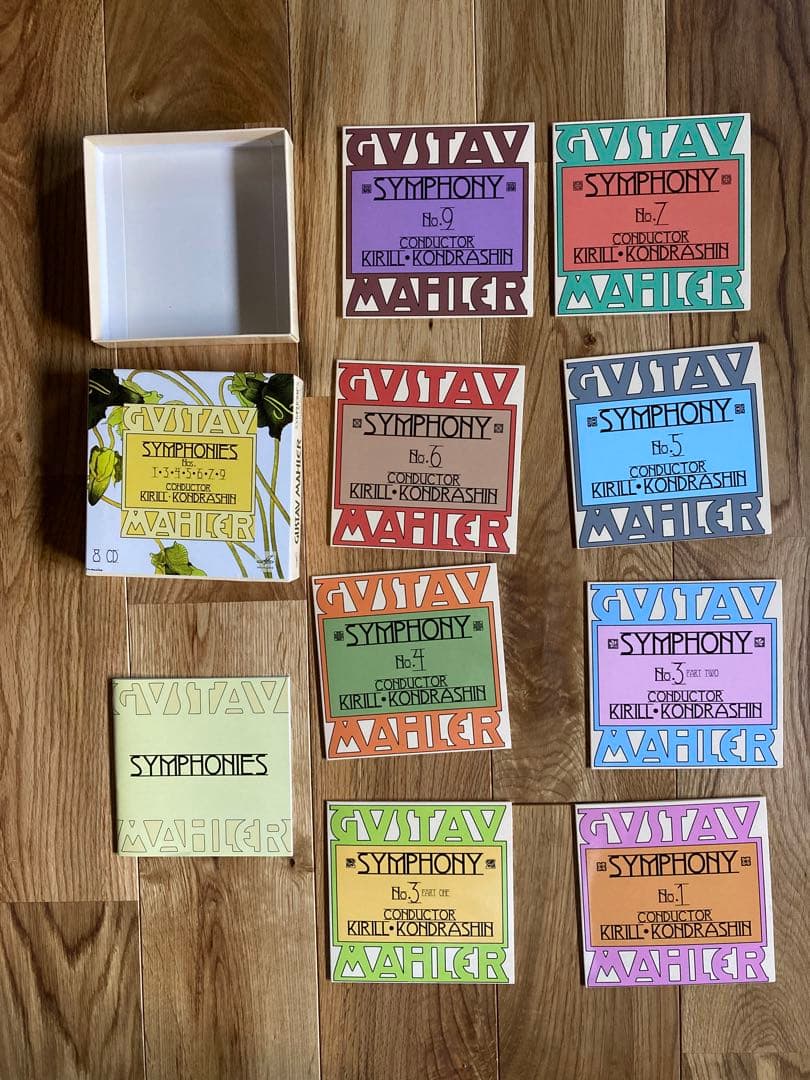 GUSTAV
SYMPHONY
No. 9
CONDUCTOR
KIRILL • KONDRASHIN
MAHLER
GUSTAV
SYMPHONY
No. 7
CONDUCTOR
KIRILL • KONDRASHIN
MAHLER
GUSTAV
SYMPHONIES
Nos.
1 • 3 • 4 • 5 • 6 • 7 • 9
CONDUCTOR
KIRILL • KONDRASHIN
MAHLER
8 CD
GUSTAV MAHLER SYMPHONIES
GUSTAV
SYMPHONY
No. 6
CONDUCTOR
KIRILL • KONDRASHIN
MAHLER
GUSTAV
SYMPHONY
No. 5
CONDUCTOR
KIRILL • KONDRASHIN
MAHLER
GUSTAV
SYMPHONY
No. 4
CONDUCTOR
KIRILL • KONDRASHIN
MAHLER
GUSTAV
SYMPHONY
No. 3 PART TWO
CONDUCTOR
KIRILL • KONDRASHIN
MAHLER
GUSTAV
SYMPHONIES
MAHLER
GUSTAV
SYMPHONY
No. 3 PART ONE
CONDUCTOR
KIRILL • KONDRASHIN
MAHLER
GUSTAV
SYMPHONY
No. 1
CONDUCTOR
KIRILL • KONDRASHIN
MAHLER